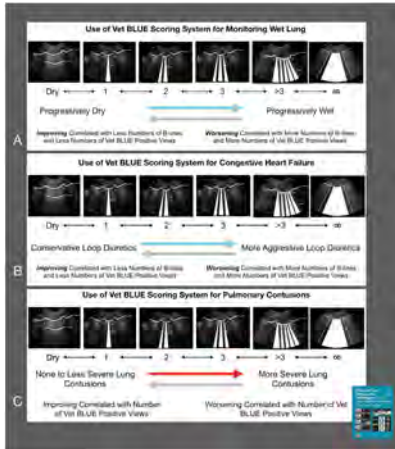 Use of Vet BLUE Scoring System for Monitoring Wet Lung
Dry 1 2 3 >3 ∞
Progressively Dry Progressively Wet
Improving Correlated with Less Numbers of B-lines Worsening Correlated with More Numbers of B-lines
and Less Numbers of Vet BLUE Positive Views and More Numbers of Vet BLUE Positive Views
A
Use of Vet BLUE Scoring System for Congestive Heart Failure
Dry 1 2 3 >3 ∞
Conservative Loop Diuretics More Aggressive Loop Diuretics
Improving Correlated with Less Numbers of B-lines Worsening Correlated with More Numbers of B-lines
and Less Numbers of Vet BLUE Positive Views and More Numbers of Vet BLUE Positive Views
B
Use of Vet BLUE Scoring System for Pulmonary Contusions
Dry 1 2 3 >3 ∞
None to Less Severe Lung More Severe Lung
Contusions Contusions
C
Improving Correlated with Number Worsening Correlated with Number of Vet
of Vet BLUE Positive Views BLUE Positive Views